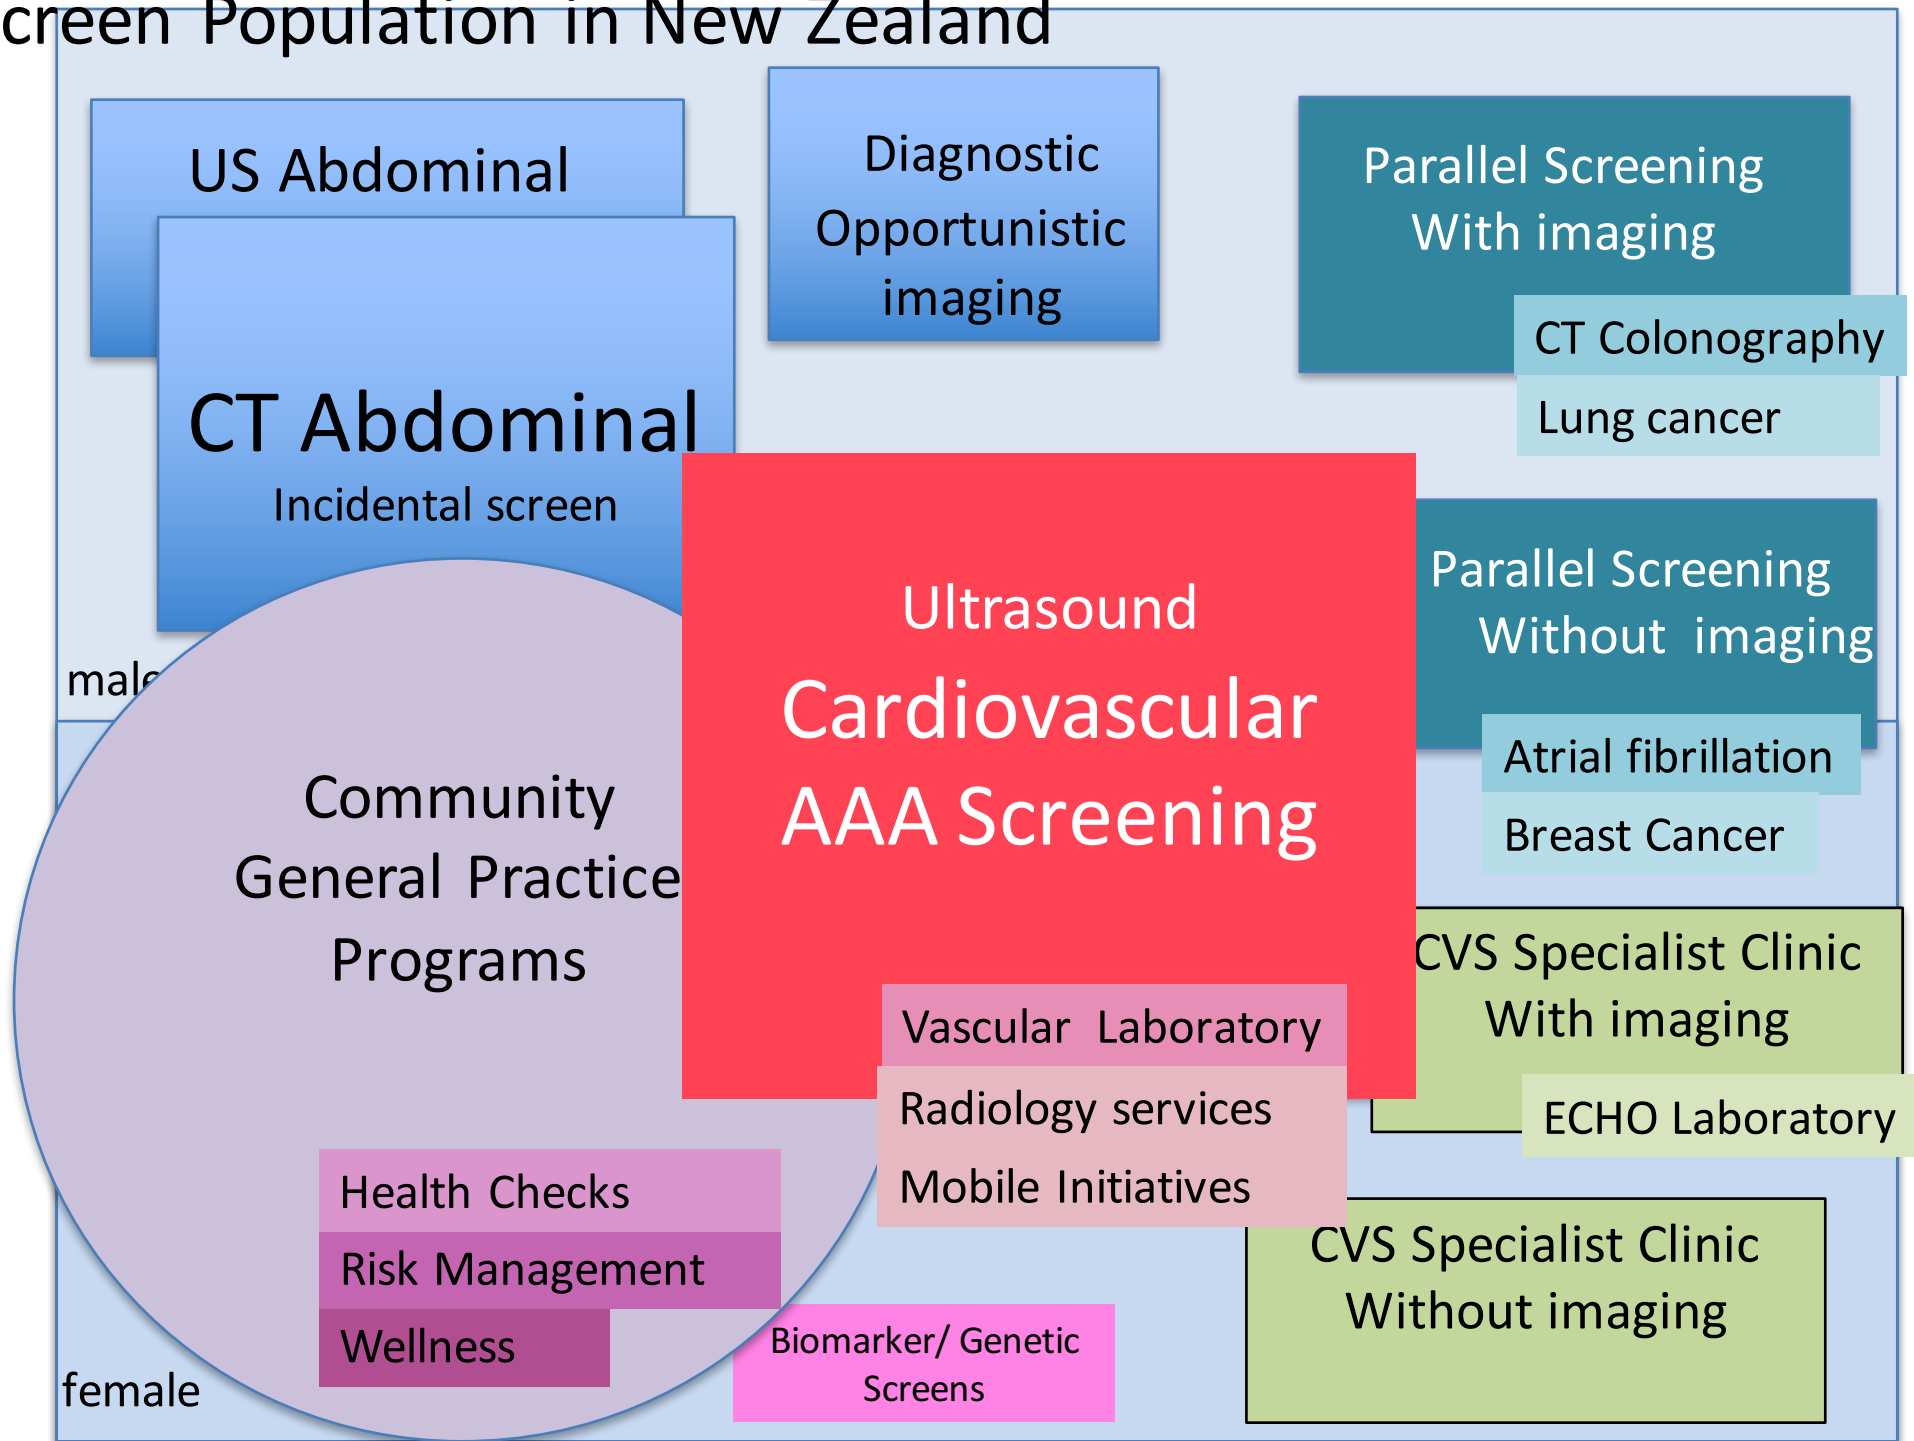 creen Population in New Zealand
US Abdominal
Diagnostic
Opportunistic
imaging
Parallel Screening
With imaging
CT Colonography
Lung cancer
CT Abdominal
Incidental screen
Ultrasound
Cardiovascular
AAA Screening
Vascular Laboratory
Radiology services
Mobile Initiatives
Parallel Screening
Without imaging
Atrial fibrillation
Breast Cancer
male
Community
General Practice
Programs
Health Checks
Risk Management
Wellness
CVS Specialist Clinic
With imaging
ECHO Laboratory
CVS Specialist Clinic
Without imaging
Biomarker/ Genetic
Screens
female